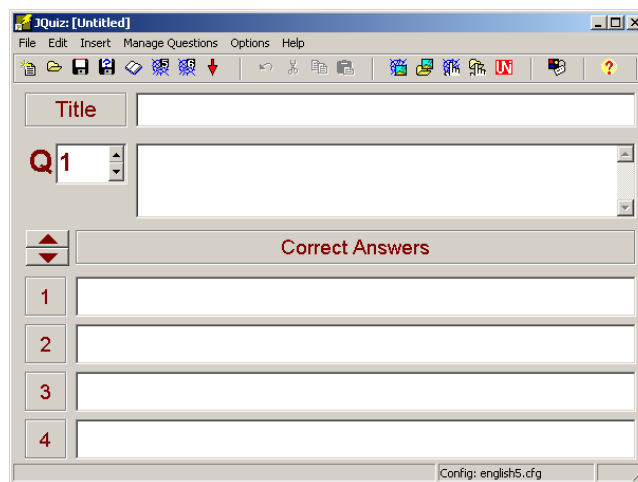 JQuiz: [Untitled]
File Edit Insert Manage Questions Options Help
Title
Q 1
Correct Answers
1
2
3
4
Config: english5.cfg